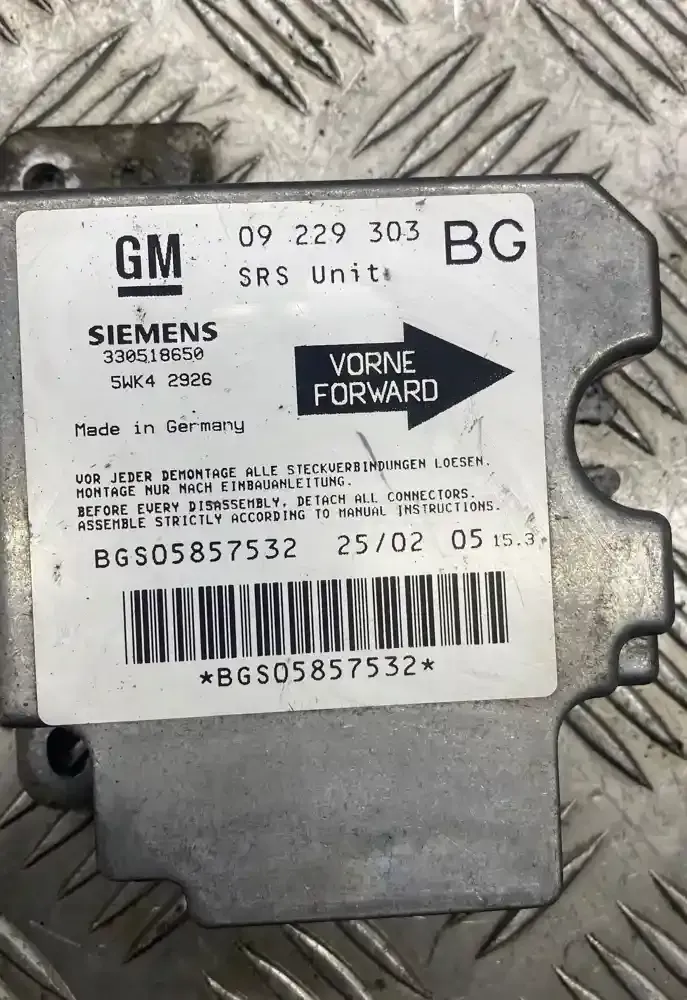 GM
09 229 303 BG
SRS Unit
SIEMENS
330518650
5WK4 2926
VORNE
FORWARD
Made in Germany
VOR JEDER DEMONTAGE ALLE STECKVERBINDUNGEN LOESEN.
MONTAGE NUR NACH EINBAUANLEITUNG.
BEFORE EVERY DISASSEMBLY, DETACH ALL CONNECTORS.
ASSEMBLE STRICTLY ACCORDING TO MANUAL INSTRUCTIONS.
BGS05857532 25/02 05 15.3
*BGS05857532*